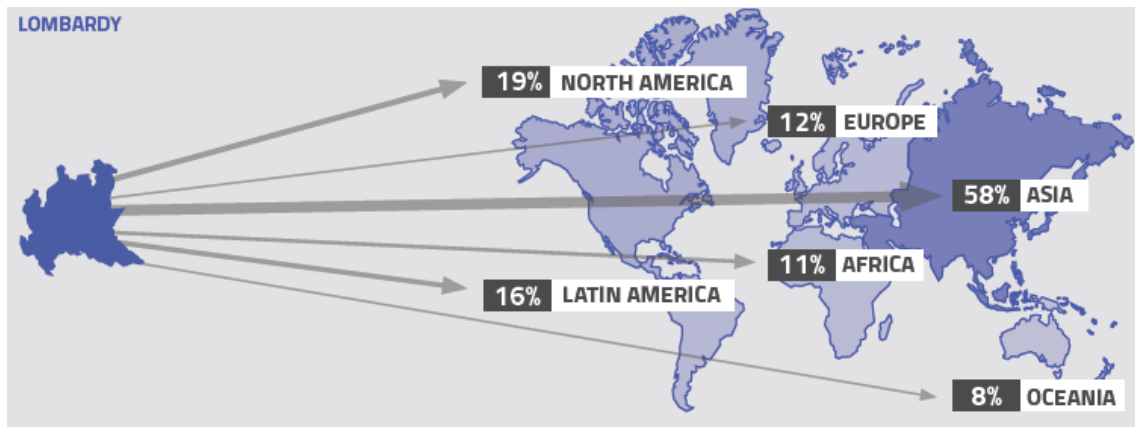 LOMBARDY
19% NORTH AMERICA
12% EUROPE
58% ASIA
11% AFRICA
16% LATIN AMERICA
8% OCEANIA